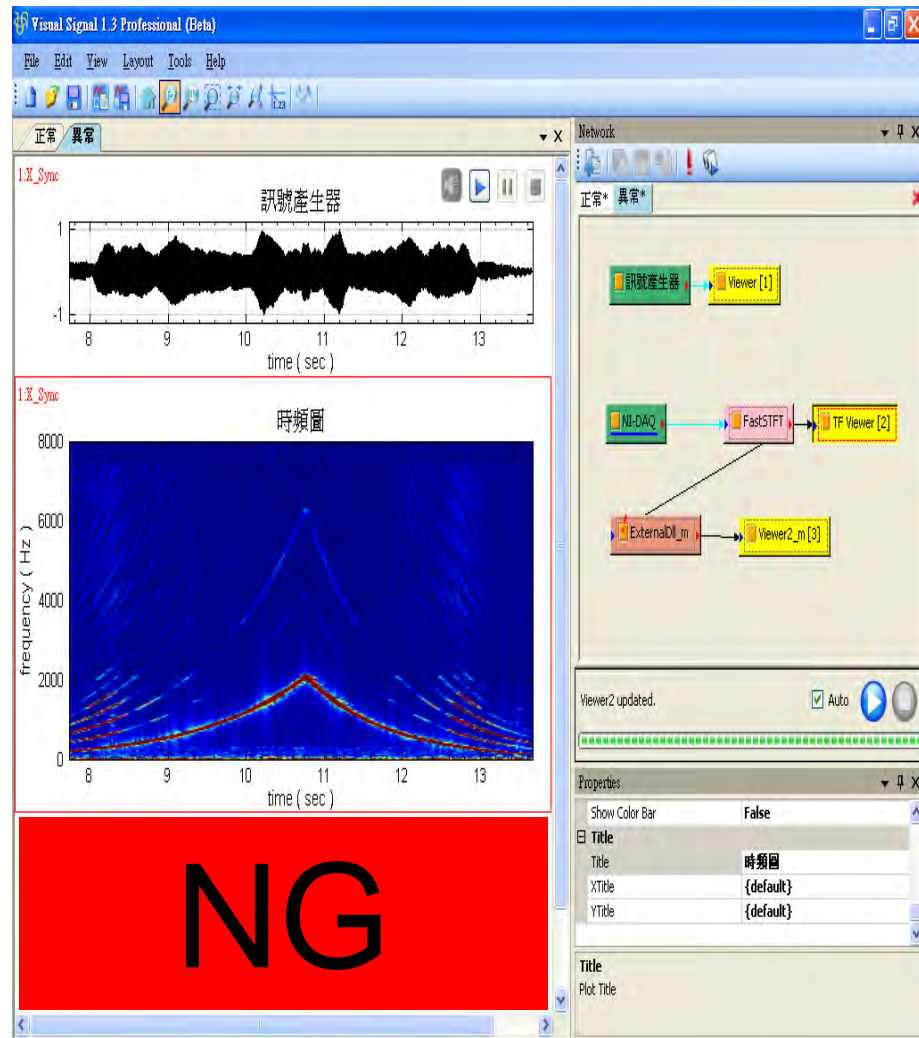 Visual Signal 1.3 Professional (Beta)
File Edit View Layout Tools Help
1.23
正常 異常
1:X_Sync
訊號產生器
1
-1
8 9 10 11 12 13
time ( sec )
1:X_Sync
時頻圖
8000
6000
4000
2000
0
frequency ( Hz )
8 9 10 11 12 13
time ( sec )
NG
Network
正常* 異常*
訊號產生器 Viewer [1]
NI-DAQ FastSTFT TF Viewer [2]
ExternalDll_m Viewer2_m [3]
Viewer2 updated. Auto
Properties
Show Color Bar False
Title
Title 時頻圖
XTitle {default}
YTitle {default}
Title
Plot Title